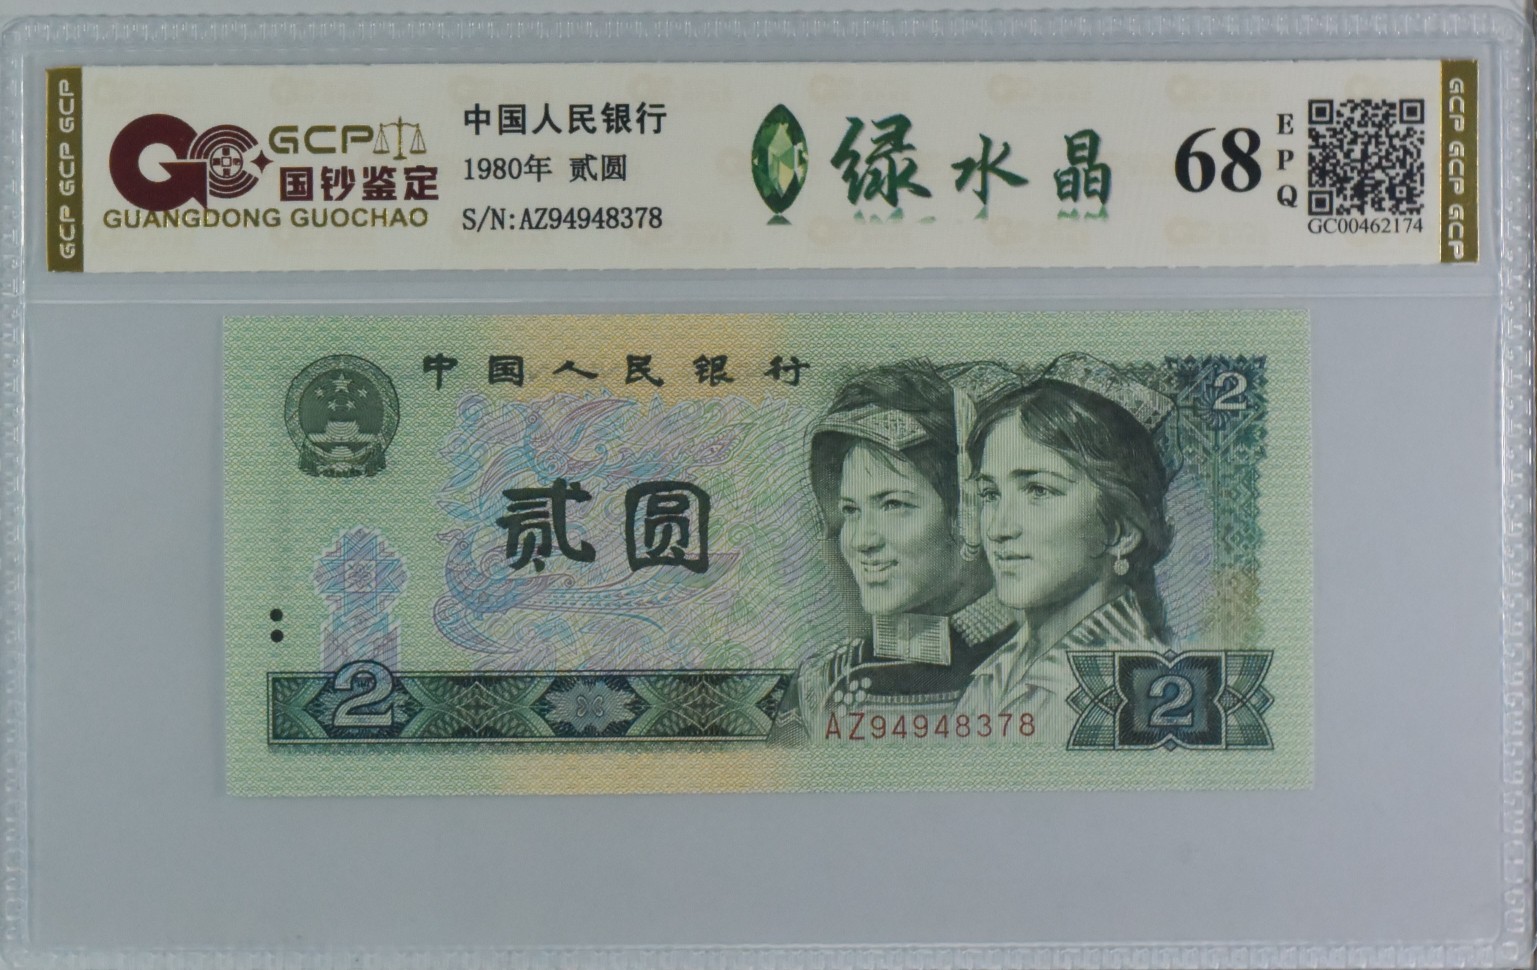 GCP GCP GCP
GCP
国钞鉴定
GUANGDONG GUOCHAO
中国人民银行
1980年 贰圆
S/N:AZ94948378
绿水晶
68
E
P
Q
GC00462174
GCP GCP GCP
中国人民银行
2
贰圆
2
AZ94948378
2